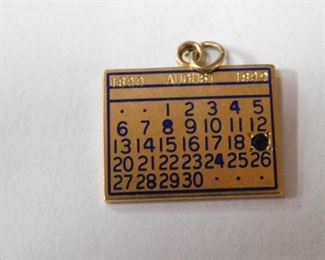 AUGUST
· · 1 2 3 4 5
6 7 8 9 10 11 12
13 14 15 16 17 18
20 21 22 23 24 25 26
27 28 29 30 · · ·